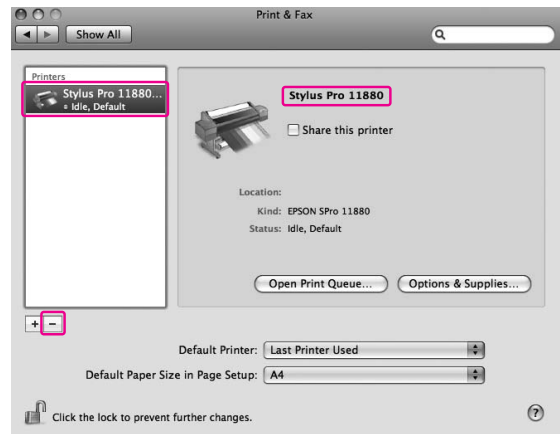 Print & Fax
Show All
Printers
Stylus Pro 11880...
Idle, Default
Stylus Pro 11880
Share this printer
Location:
Kind: EPSON SPro 11880
Status: Idle, Default
Open Print Queue... Options & Supplies...
+ −
Default Printer: Last Printer Used
Default Paper Size in Page Setup: A4
Click the lock to prevent further changes. ?